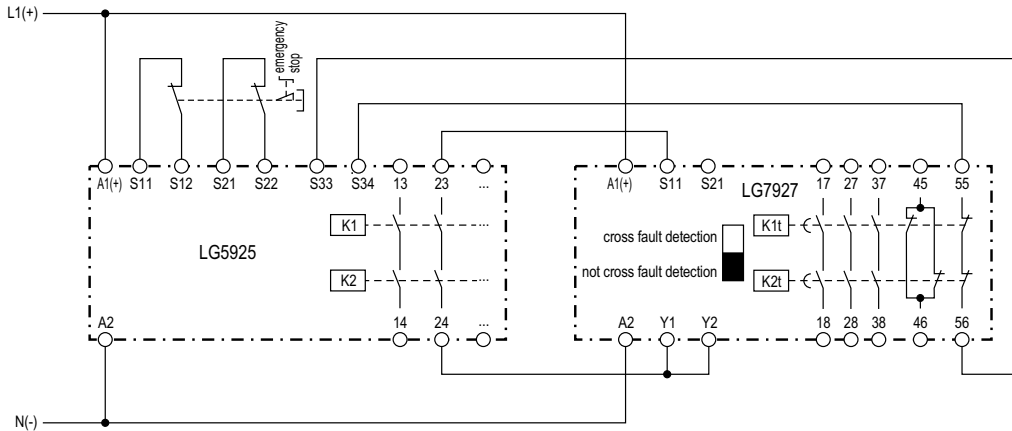 L1(+)
emergency
stop
A1(+) S11 S12 S21 S22 S33 S34 13 23 ...
A1(+) S11 S21 17 27 37 45 55
LG7927
K1 ...
cross fault detection K1t
LG5925
K2 ...
not cross fault detection K2t
A2 14 24 ...
A2 Y1 Y2 18 28 38 46 56
N(-)